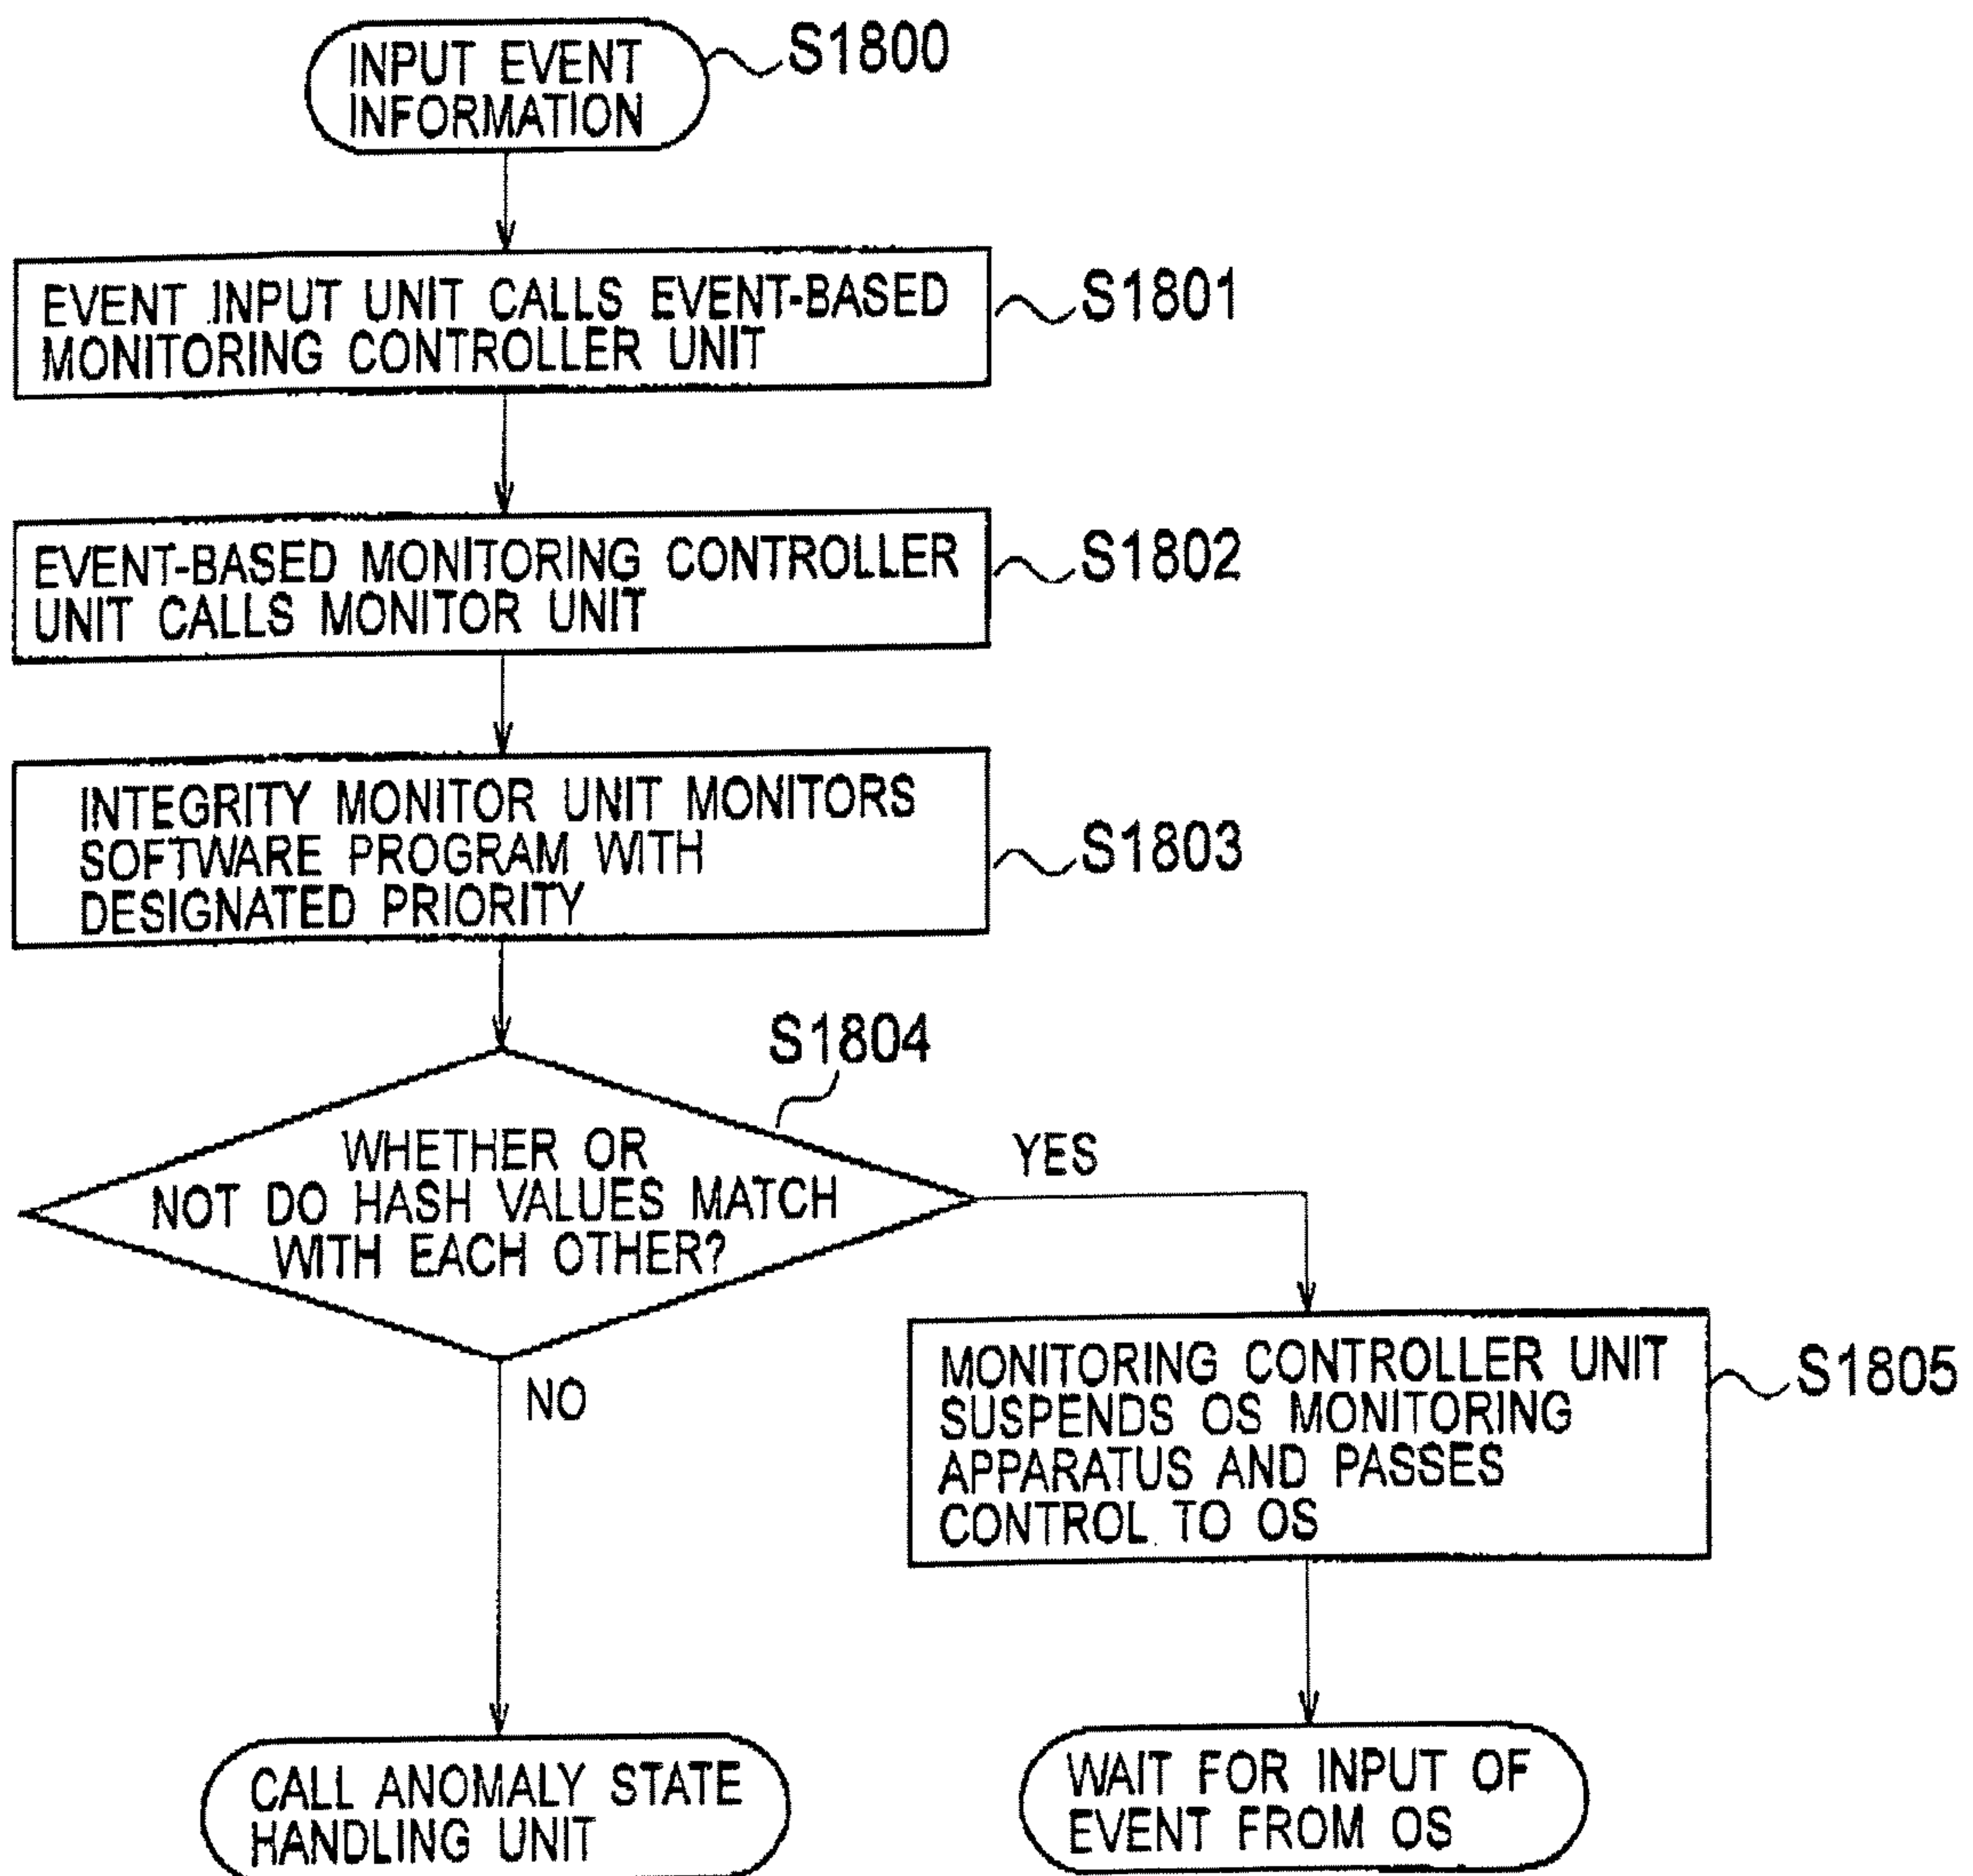 INPUT EVENT
INFORMATION
S1800
EVENT INPUT UNIT CALLS EVENT-BASED
MONITORING CONTROLLER UNIT
S1801
EVENT-BASED MONITORING CONTROLLER
UNIT CALLS MONITOR UNIT
S1802
INTEGRITY MONITOR UNIT MONITORS
SOFTWARE PROGRAM WITH
DESIGNATED PRIORITY
S1803
S1804
WHETHER OR
NOT DO HASH VALUES MATCH
WITH EACH OTHER?
YES
NO
MONITORING CONTROLLER UNIT
SUSPENDS OS MONITORING
APPARATUS AND PASSES
CONTROL TO OS
S1805
CALL ANOMALY STATE
HANDLING UNIT
WAIT FOR INPUT OF
EVENT FROM OS